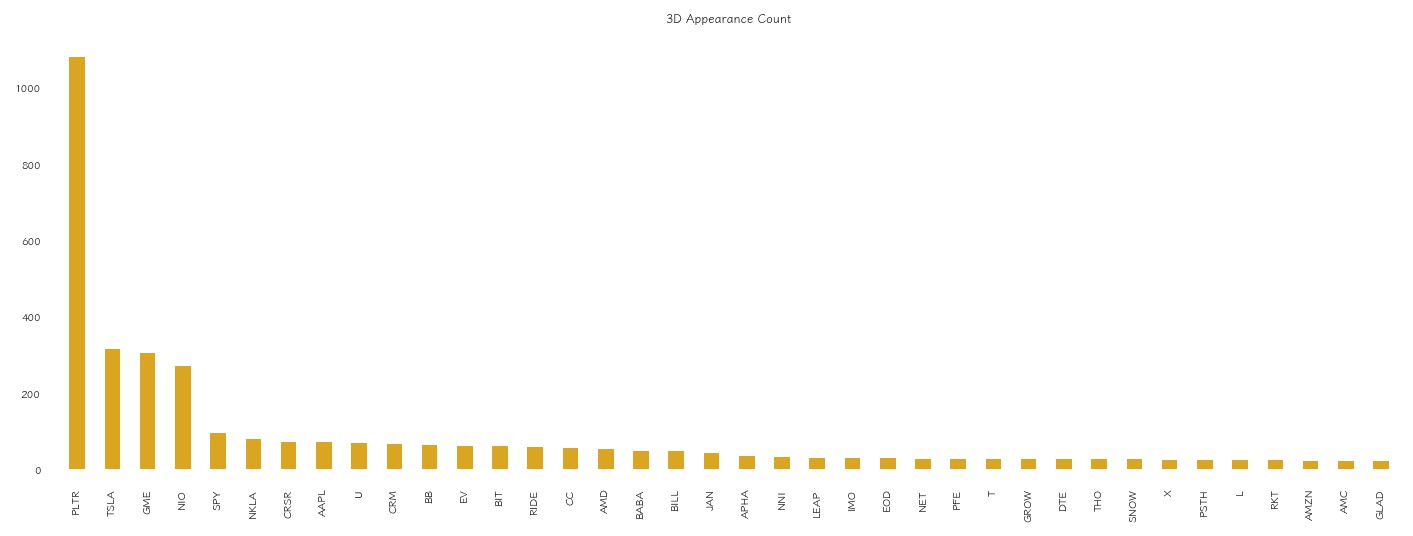 3D Appearance Count
1000
800
600
400
200
0
PLTR
TSLA
GME
NIO
SPY
NKLA
CRSR
AAPL
U
CRM
BB
EV
BIT
RIDE
CC
AMD
BABA
BILL
JAN
APHA
NNI
LEAP
IMO
EOD
NET
PFE
T
GROW
DTE
THO
SNOW
X
PSTH
L
RKT
AMZN
AMC
GLAD